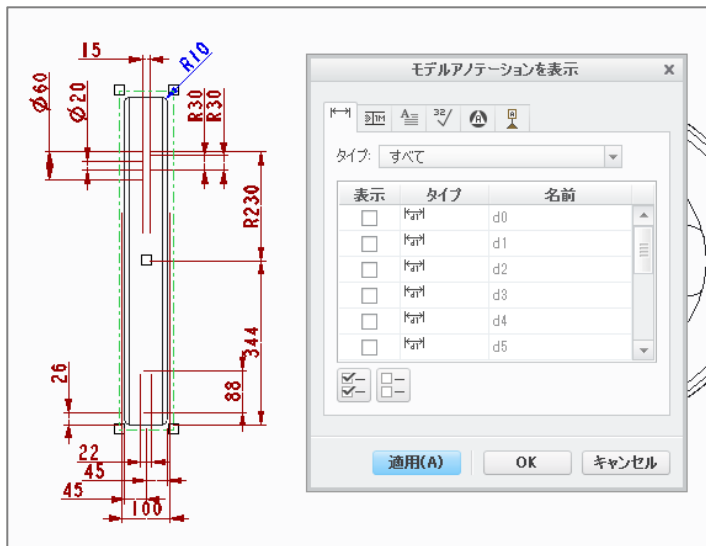 15
R10
Ø60
Ø20
R30
R30
R230
344
26
88
22
45
45
100
モデルアノテーションを表示
32
タイプ: すべて
表示 タイプ 名前
d0
d1
d2
d3
d4
d5
適用(A) OK キャンセル